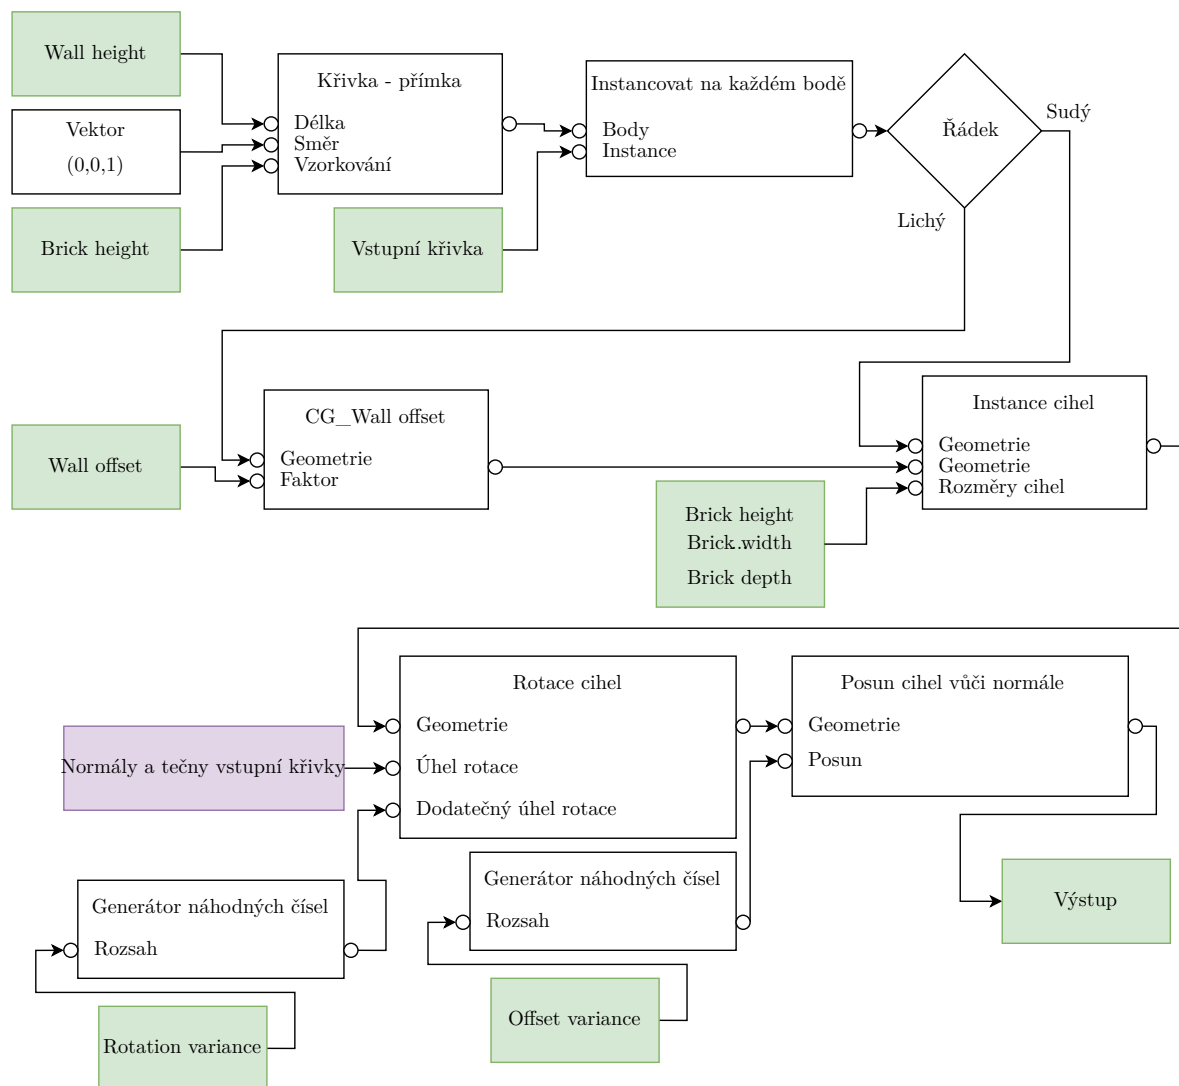 Wall height
Křivka - přímka
Délka
Směr
Vzorkování
Vektor
(0,0,1)
Brick height
Instancovat na každém bodě
Body
Instance
Vstupní křivka
Řádek
Sudý
Lichý
Wall offset
CG_Wall offset
Geometrie
Faktor
Instance cihel
Geometrie
Geometrie
Rozměry cihel
Brick height
Brick..width
Brick depth
Rotace cihel
Geometrie
Úhel rotace
Dodatečný úhel rotace
Normály a tečny vstupní křivky
Posun cihel vůči normále
Geometrie
Posun
Generátor náhodných čísel
Rozsah
Generátor náhodných čísel
Rozsah
Výstup
Rotation variance
Offset variance